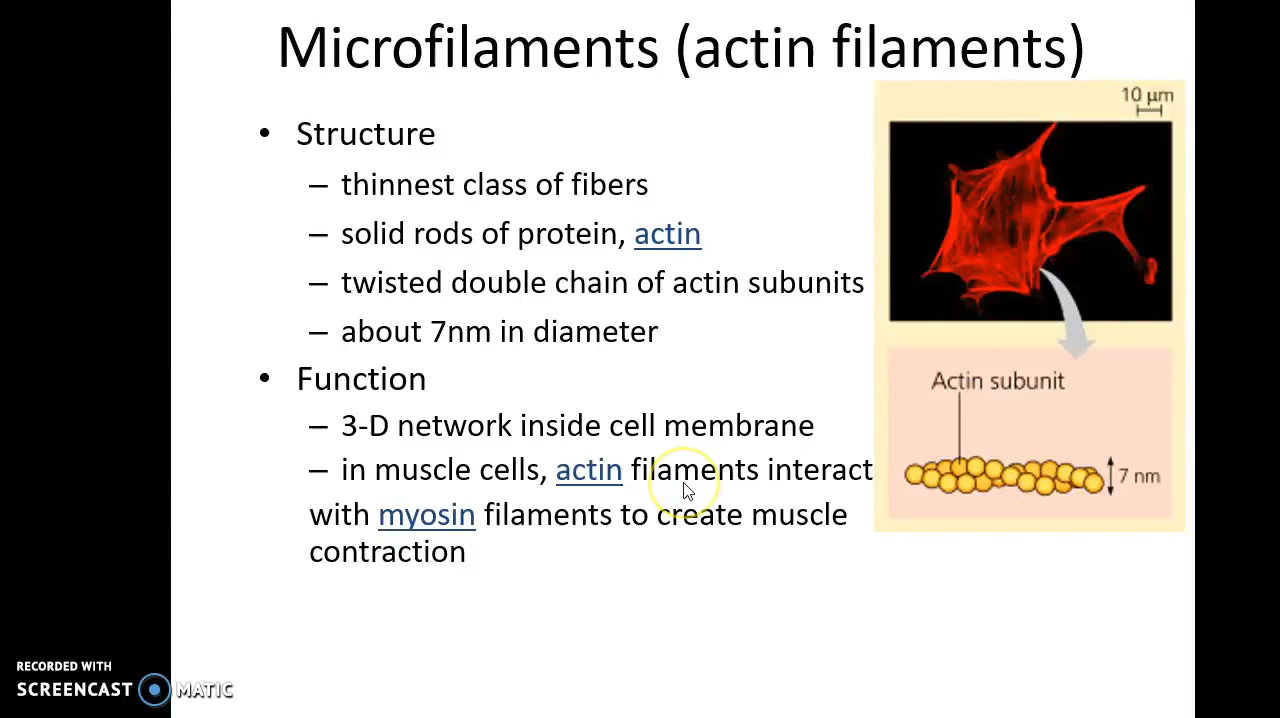 Microfilaments (actin filaments)
• Structure
– thinnest class of fibers
– solid rods of protein, actin
– twisted double chain of actin subunits
– about 7nm in diameter
• Function
– 3-D network inside cell membrane
– in muscle cells, actin filaments interact
with myosin filaments to create muscle
contraction
10 µm
Actin subunit
7 nm
RECORDED WITH
SCREENCAST MATIC